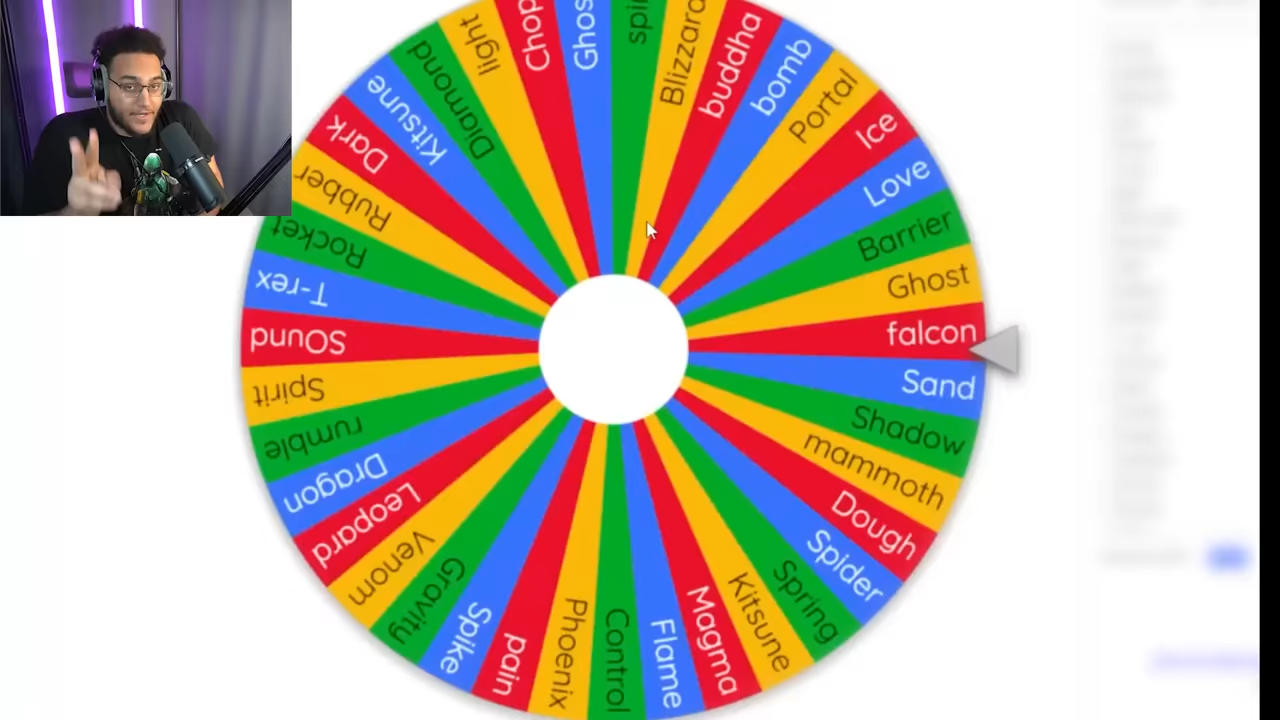 spi
Blizzard
buddha
bomb
Portal
Ice
Love
Barrier
Ghost
falcon
Sand
Shadow
mammoth
Dough
Spider
Spring
Kitsune
Magma
Flame
Control
Phoenix
pain
Spike
Gravity
Venom
Leopard
Dragon
rumble
Spirit
SOund
T-rex
Rocket
Rubber
Dark
Kitsune
Diamond
light
Chop
Ghos